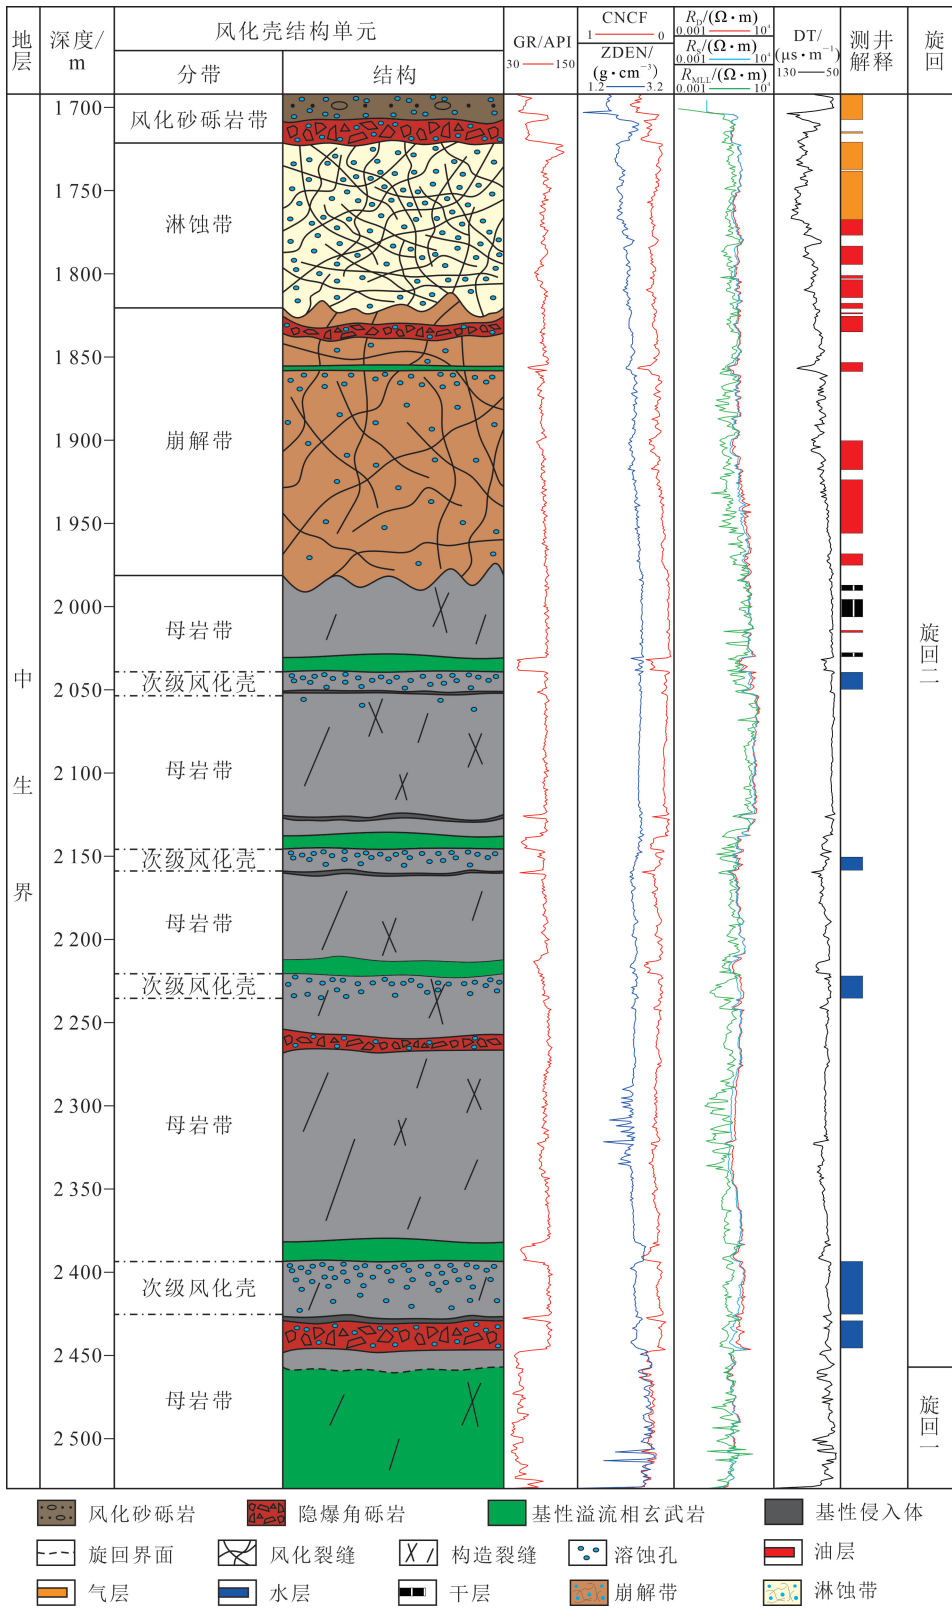 地层
深度/
m
风化壳结构单元
分带
结构
GR/API
30 150
CNCF
1 0
ZDEN/
(g·cm⁻³)
1.2 3.2
R_D/(Ω·m)
0.001 10⁴
R_S/(Ω·m)
0.001 10⁴
R_MLL/(Ω·m)
0.001 10⁴
DT/
(μs·m⁻¹)
130 50
测井
解释
旋回
1 700
1 750
1 800
1 850
1 900
1 950
2 000
2 050
2 100
2 150
2 200
2 250
2 300
2 350
2 400
2 450
2 500
中生界
风化砂砾岩带
淋蚀带
崩解带
母岩带
次级风化壳
母岩带
次级风化壳
母岩带
次级风化壳
母岩带
次级风化壳
母岩带
旋回二
旋回一
风化砂砾岩 隐爆角砾岩 基性溢流相玄武岩 基性侵入体
旋回界面 风化裂缝 构造裂缝 溶蚀孔 油层
气层 水层 干层 崩解带 淋蚀带